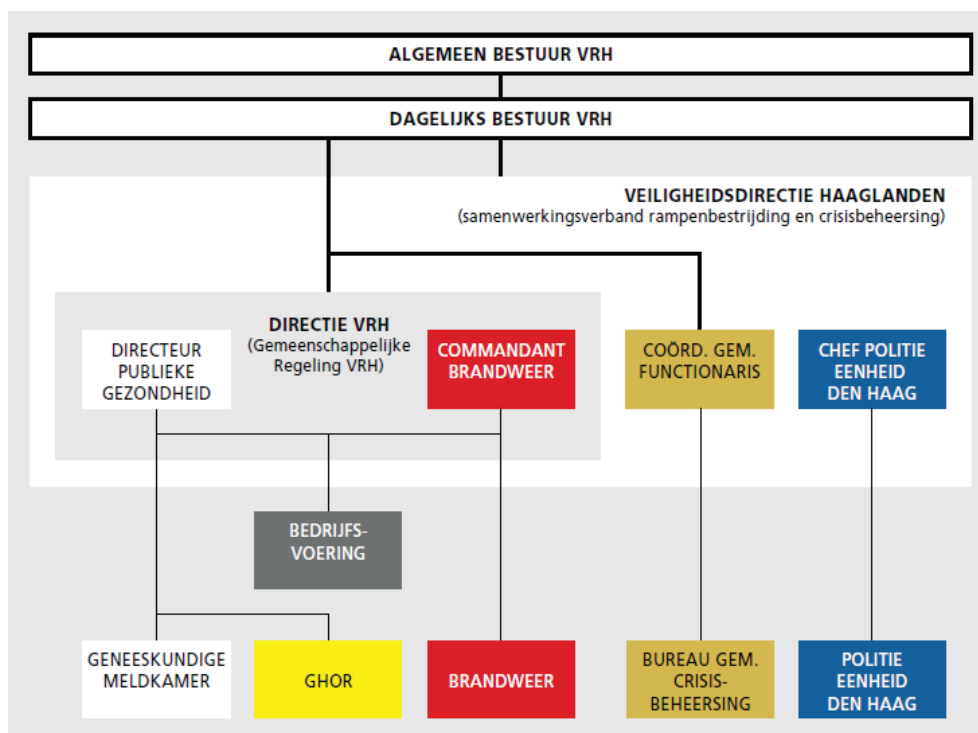 ALGEMEEN BESTUUR VRH
DAGELIJKS BESTUUR VRH
VEILIGHEIDSDIRECTIE HAAGLANDEN
(samenwerkingsverband rampenbestrijding en crisisbeheersing)
DIRECTEUR
PUBLIEKE
GEZONDHEID
DIRECTIE VRH
(Gemeenschappelijke
Regeling VRH)
COMMANDANT
BRANDWEER
COÖRD. GEM.
FUNCTIONARIS
CHEF POLITIE
EENHEID
DEN HAAG
BEDRIJFS-
VOERING
GENEESKUNDIGE
MELDKAMER
GHOR
BRANDWEER
BUREAU GEM.
CRISIS-
BEHEERSING
POLITIE
EENHEID
DEN HAAG